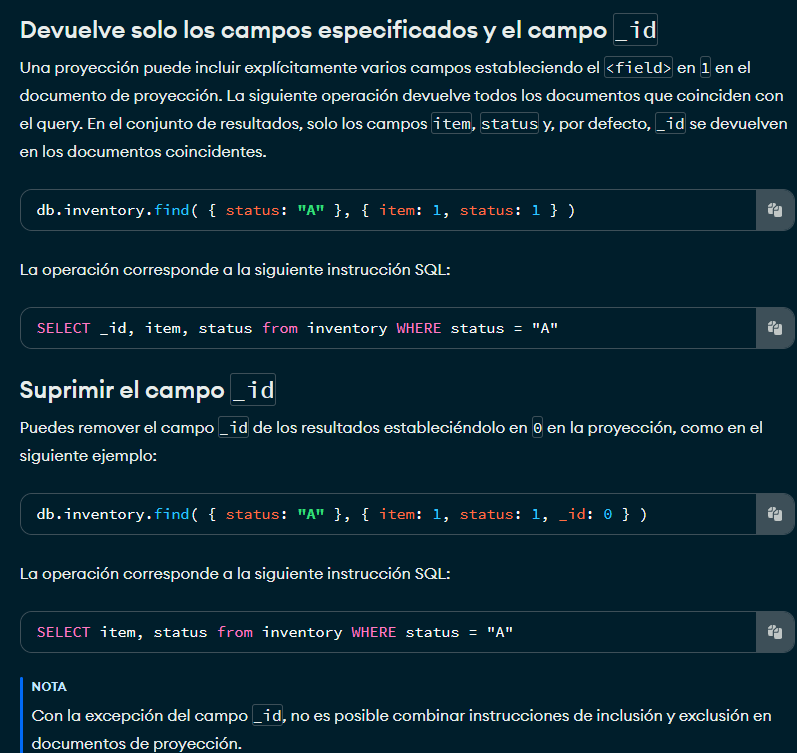 Devuelve solo los campos especificados y el campo _id
Una proyección puede incluir explícitamente varios campos estableciendo el <field> en 1 en el
documento de proyección. La siguiente operación devuelve todos los documentos que coinciden con
el query. En el conjunto de resultados, solo los campos item, status y, por defecto, _id se devuelven
en los documentos coincidentes.
db.inventory.find( { status: "A" }, { item: 1, status: 1 } )
La operación corresponde a la siguiente instrucción SQL:
SELECT _id, item, status from inventory WHERE status = "A"
Suprimir el campo _id
Puedes remover el campo _id de los resultados estableciéndolo en 0 en la proyección, como en el
siguiente ejemplo:
db.inventory.find( { status: "A" }, { item: 1, status: 1, _id: 0 } )
La operación corresponde a la siguiente instrucción SQL:
SELECT item, status from inventory WHERE status = "A"
NOTA
Con la excepción del campo _id, no es posible combinar instrucciones de inclusión y exclusión en
documentos de proyección.